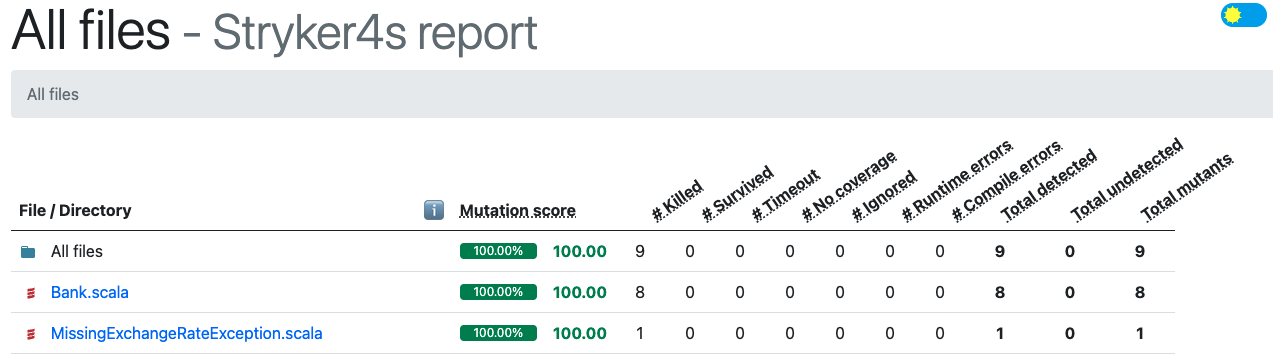 All files - Stryker4s report
All files
File / Directory Mutation score # Killed # Survived # Timeout # No coverage # Ignored # Runtime errors # Compile errors Total detected Total undetected Total mutants
All files 100.00% 100.00 9 0 0 0 0 0 0 9 0 9
Bank.scala 100.00% 100.00 8 0 0 0 0 0 0 8 0 8
MissingExchangeRateException.scala 100.00% 100.00 1 0 0 0 0 0 0 1 0 1